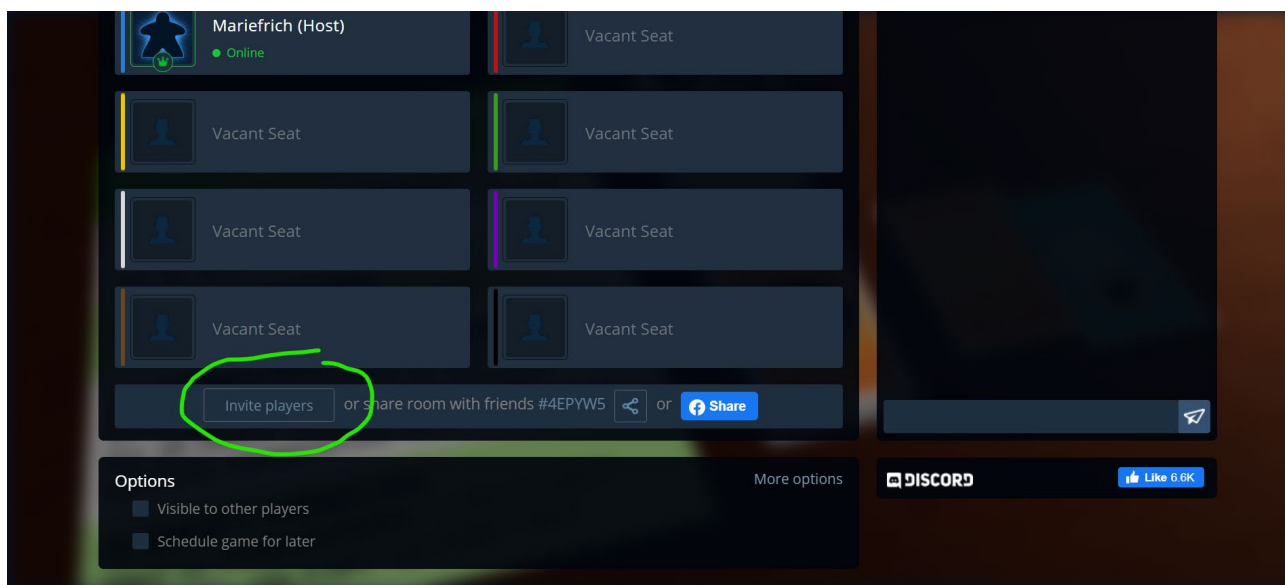 Mariefrich (Host)
Online
Vacant Seat
Vacant Seat
Vacant Seat
Vacant Seat
Vacant Seat
Vacant Seat
Vacant Seat
Invite players or share room with friends #4EPYW5 or Share
Options
More options
Visible to other players
Schedule game for later
DISCORD
Like 6.6K